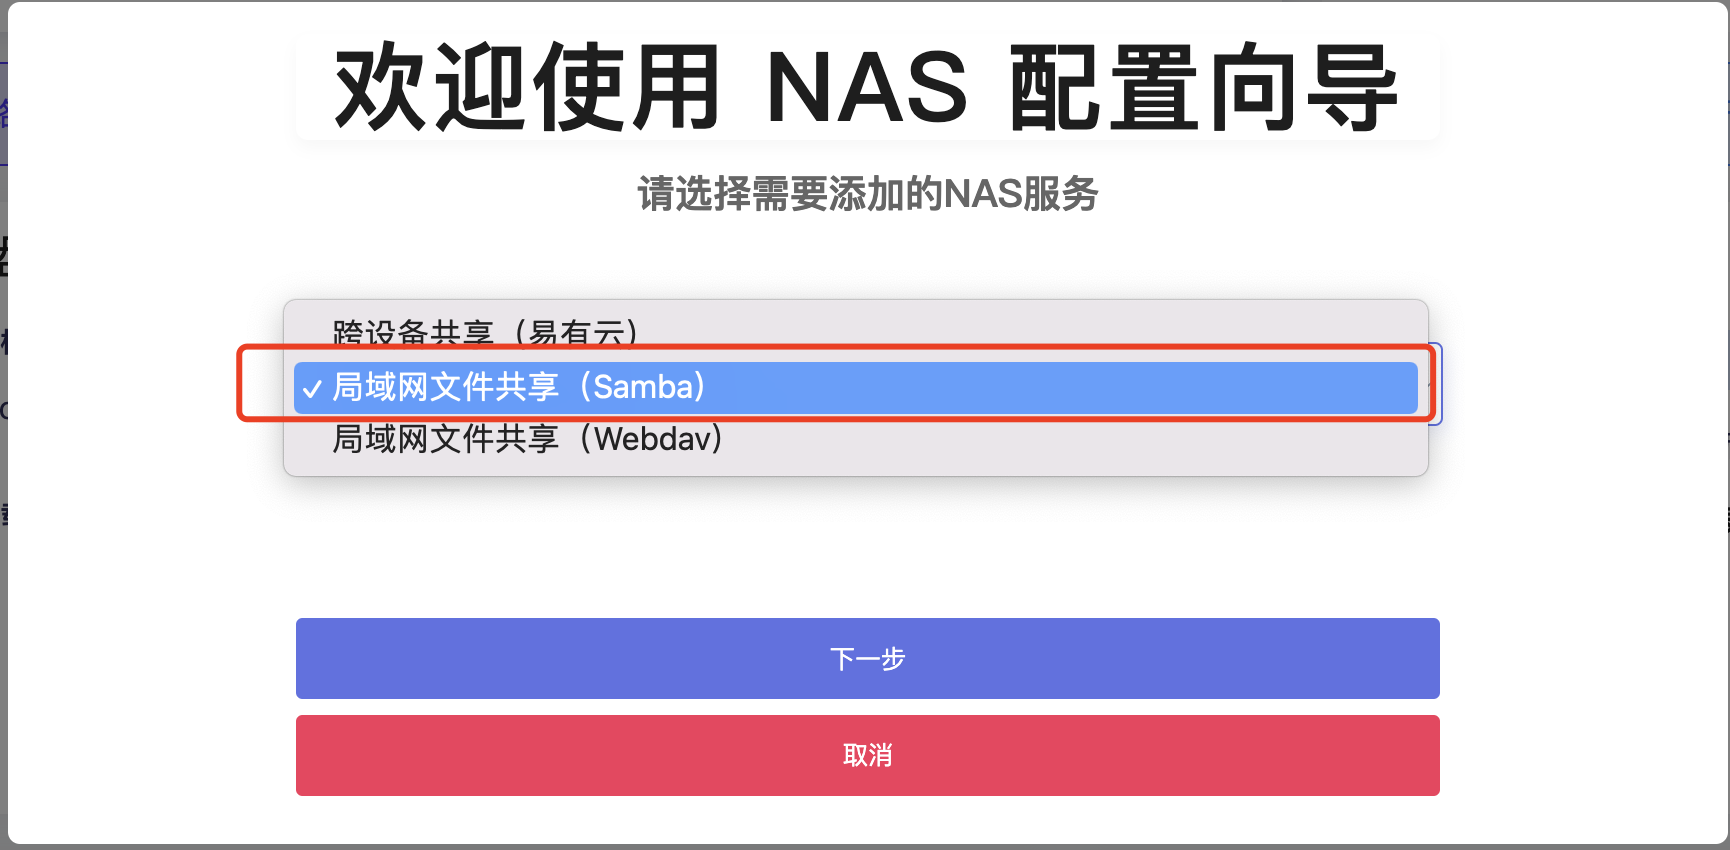 欢迎使用 NAS 配置向导
请选择需要添加的NAS服务
跨设备共享（易有云）
✓ 局域网文件共享（Samba）
局域网文件共享（Webdav）
下一步
取消